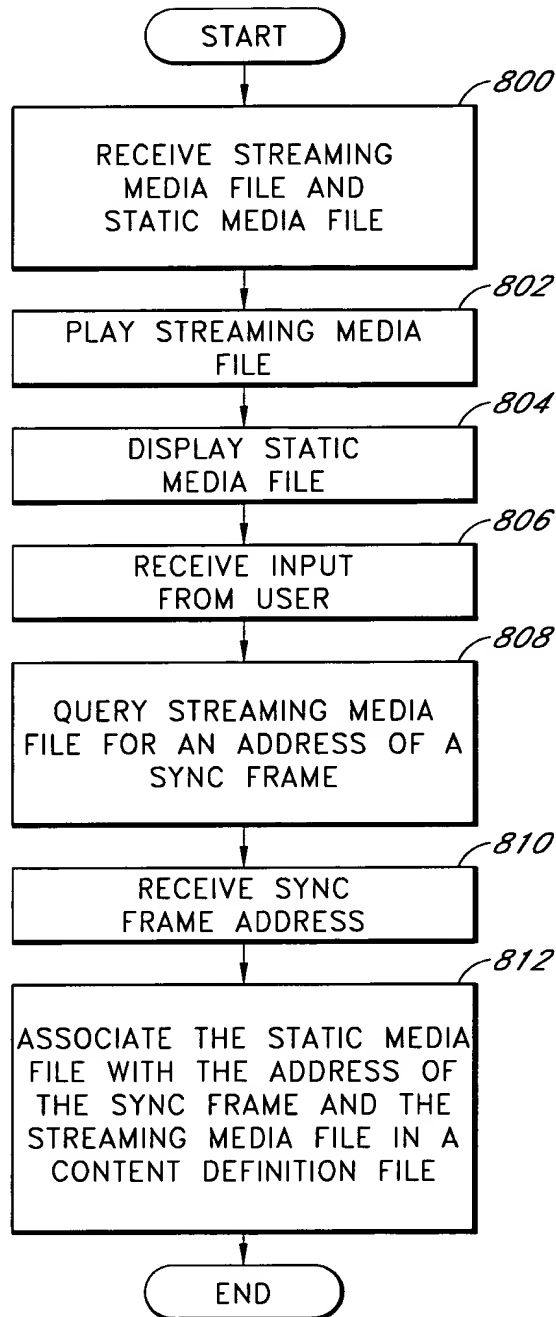 START
800
RECEIVE STREAMING
MEDIA FILE AND
STATIC MEDIA FILE
802
PLAY STREAMING MEDIA
FILE
804
DISPLAY STATIC
MEDIA FILE
806
RECEIVE INPUT
FROM USER
808
QUERY STREAMING MEDIA
FILE FOR AN ADDRESS OF A
SYNC FRAME
810
RECEIVE SYNC
FRAME ADDRESS
812
ASSOCIATE THE STATIC MEDIA
FILE WITH THE ADDRESS OF
THE SYNC FRAME AND THE
STREAMING MEDIA FILE IN A
CONTENT DEFINITION FILE
END